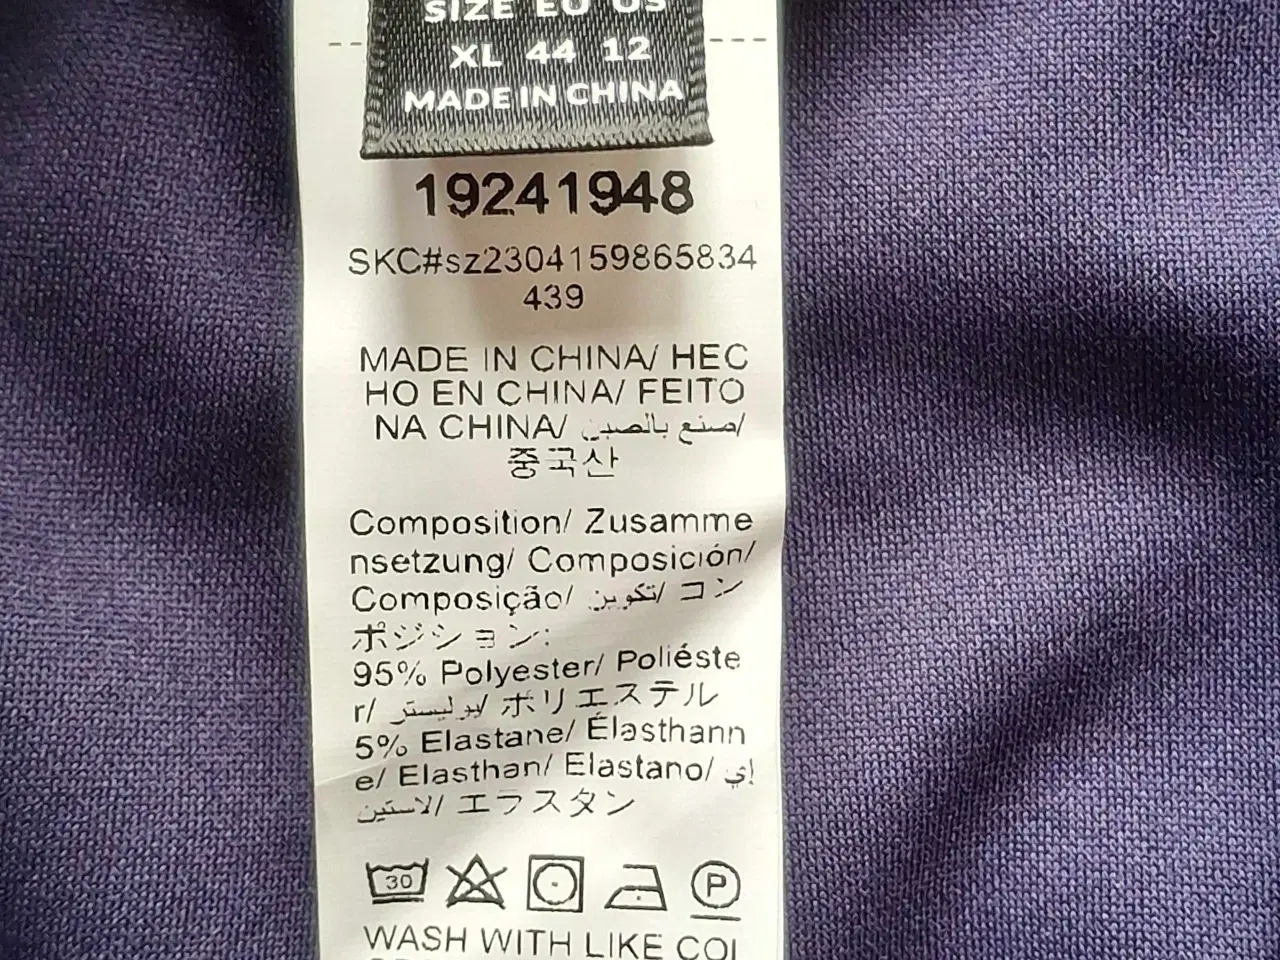 SIZE EU US
XL 44 12
MADE IN CHINA
19241948
SKC#sz2304159865834
439
MADE IN CHINA/ HEC
HO EN CHINA/ FEITO
NA CHINA/ صنع بالصين/
중국산
Composition/ Zusamme
nsetzung/ Composición/
Composição/ تكوين/ コン
ポジション:
95% Polyester/ Poliéste
r/ بوليستر/ ポリエステル
5% Elastane/ Élasthann
e/ Elasthan/ Elastano/ إي
لاستين/ エラスタン
30
P
WASH WITH LIKE COL